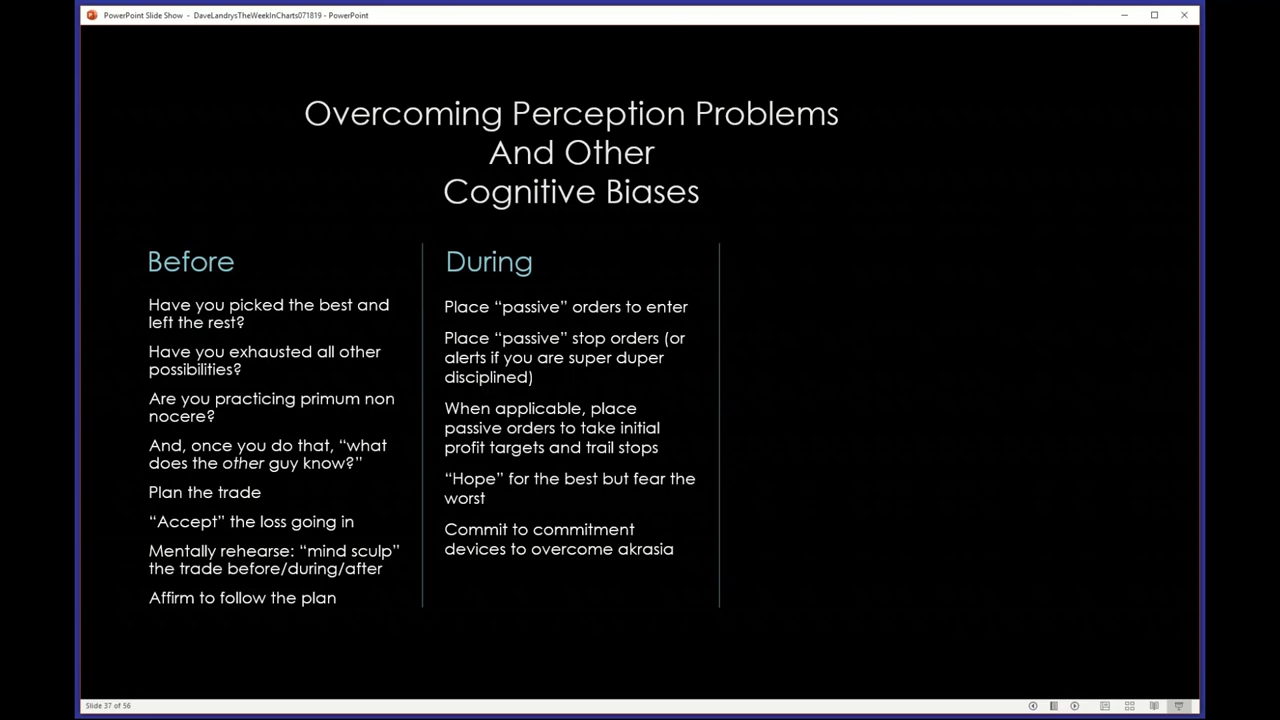 PowerPoint Slide Show - DaveLandrysTheWeekInCharts071819 - PowerPoint
Overcoming Perception Problems
And Other
Cognitive Biases
Before
Have you picked the best and
left the rest?
Have you exhausted all other
possibilities?
Are you practicing primum non
nocere?
And, once you do that, “what
does the other guy know?”
Plan the trade
“Accept” the loss going in
Mentally rehearse: “mind sculp”
the trade before/during/after
Affirm to follow the plan
During
Place “passive” orders to enter
Place “passive” stop orders (or
alerts if you are super duper
disciplined)
When applicable, place
passive orders to take initial
profit targets and trail stops
“Hope” for the best but fear the
worst
Commit to commitment
devices to overcome akrasia
Slide 37 of 56